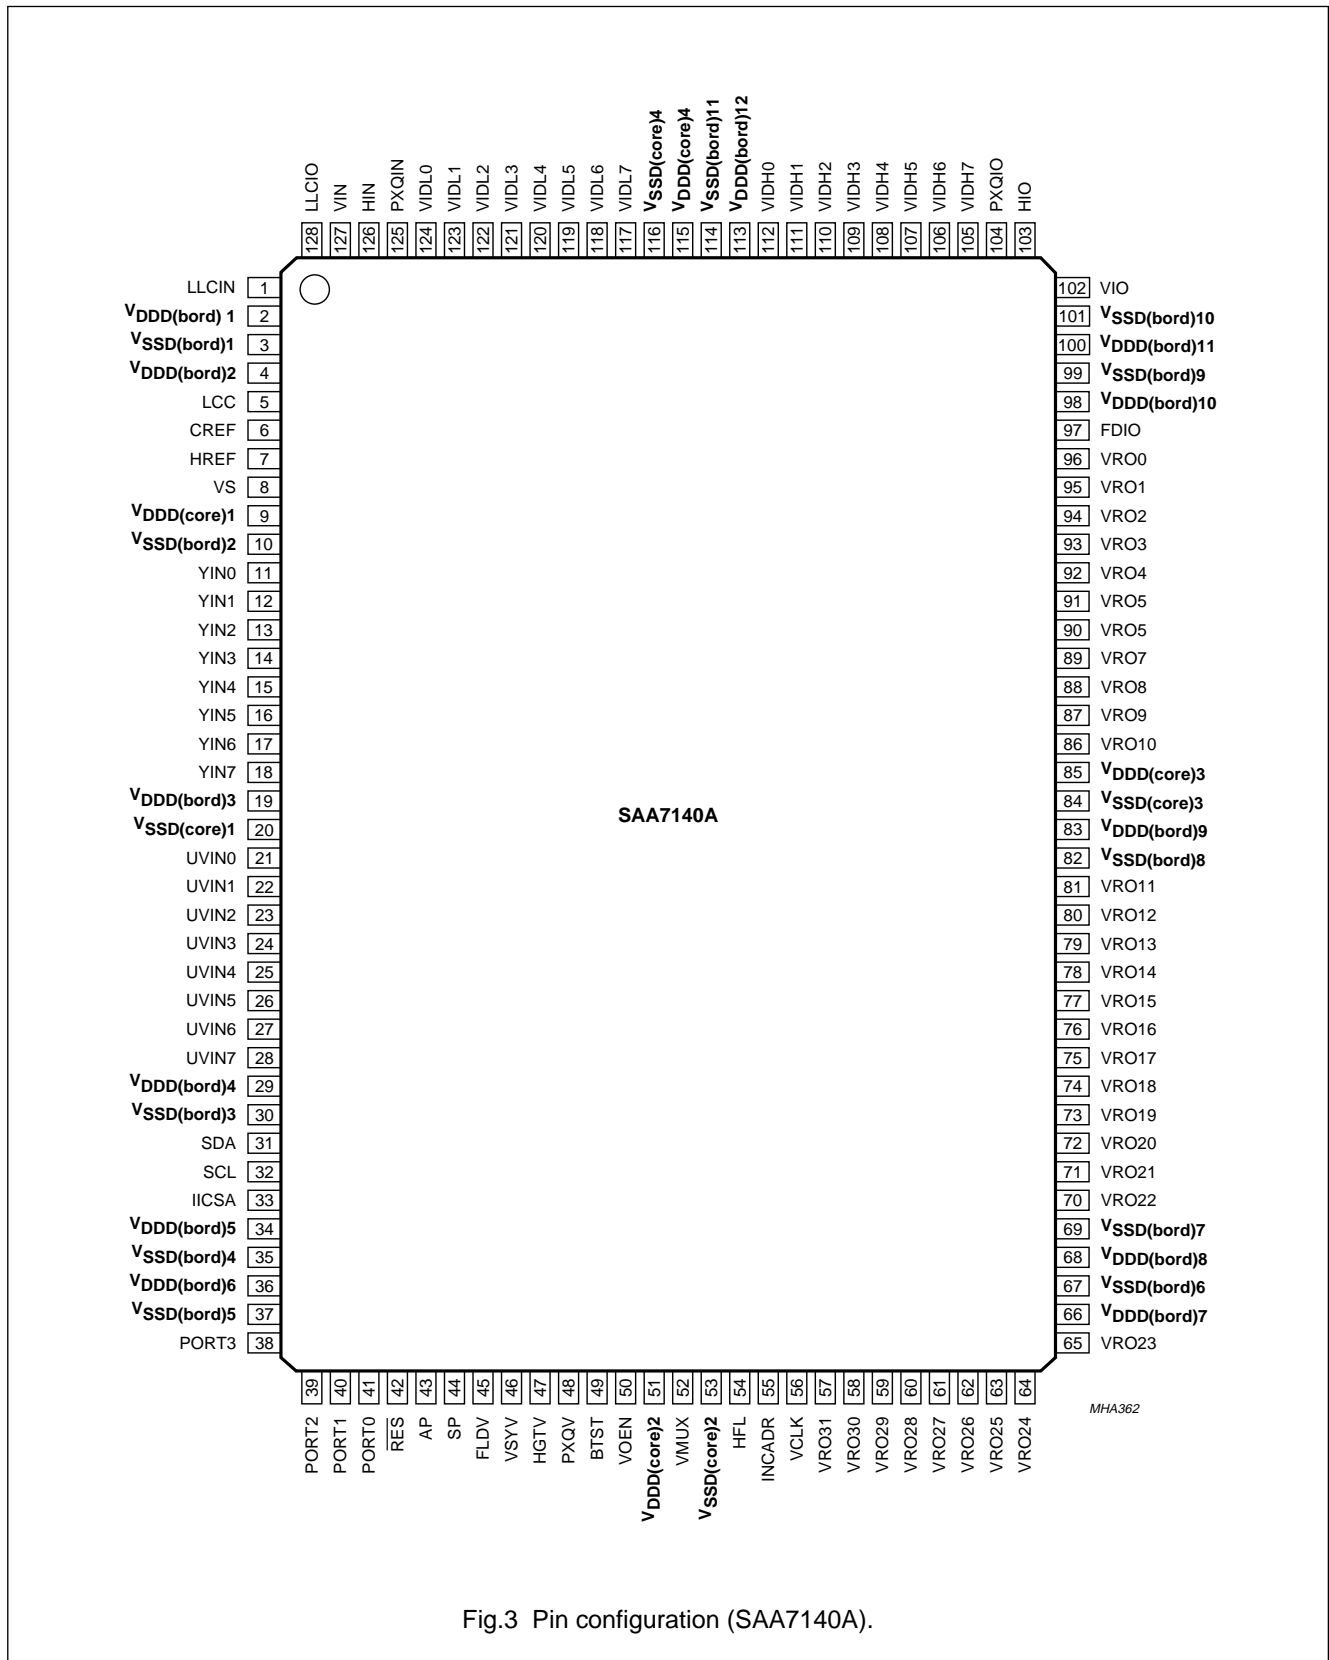 LLCIO VIN HIN PXQIN VIDL0 VIDL1 VIDL2 VIDL3 VIDL4 VIDL5 VIDL6 VIDL7 VSSD(core)4 VDDD(core)4 VSSD(bord)11 VDDD(bord)12 VIDH0 VIDH1 VIDH2 VIDH3 VIDH4 VIDH5 VIDH6 VIDH7 PXQIO HIO
128 127 126 125 124 123 122 121 120 119 118 117 116 115 114 113 112 111 110 109 108 107 106 105 104 103
LLCIN 1 102 VIO
VDDD(bord) 1 2 101 VSSD(bord)10
VSSD(bord)1 3 100 VDDD(bord)11
VDDD(bord)2 4 99 VSSD(bord)9
LCC 5 98 VDDD(bord)10
CREF 6 97 FDIO
HREF 7 96 VRO0
VS 8 95 VRO1
VDDD(core)1 9 94 VRO2
VSSD(bord)2 10 93 VRO3
YIN0 11 92 VRO4
YIN1 12 91 VRO5
YIN2 13 90 VRO5
YIN3 14 89 VRO7
YIN4 15 88 VRO8
YIN5 16 87 VRO9
YIN6 17 86 VRO10
YIN7 18 85 VDDD(core)3
VDDD(bord)3 19 84 VSSD(core)3
SAA7140A
VSSD(core)1 20 83 VDDD(bord)9
UVIN0 21 82 VSSD(bord)8
UVIN1 22 81 VRO11
UVIN2 23 80 VRO12
UVIN3 24 79 VRO13
UVIN4 25 78 VRO14
UVIN5 26 77 VRO15
UVIN6 27 76 VRO16
UVIN7 28 75 VRO17
VDDD(bord)4 29 74 VRO18
VSSD(bord)3 30 73 VRO19
SDA 31 72 VRO20
SCL 32 71 VRO21
IICSA 33 70 VRO22
VDDD(bord)5 34 69 VSSD(bord)7
VSSD(bord)4 35 68 VDDD(bord)8
VDDD(bord)6 36 67 VSSD(bord)6
VSSD(bord)5 37 66 VDDD(bord)7
PORT3 38 65 VRO23
39 40 41 42 43 44 45 46 47 48 49 50 51 52 53 54 55 56 57 58 59 60 61 62 63 64
PORT2 PORT1 PORT0 RES AP SP FLDV VSYV HGTV PXQV BTST VOEN VDDD(core)2 VMUX VSSD(core)2 HFL INCADR VCLK VRO31 VRO30 VRO29 VRO28 VRO27 VRO26 VRO25 VRO24
MHA362
Fig.3 Pin configuration (SAA7140A).